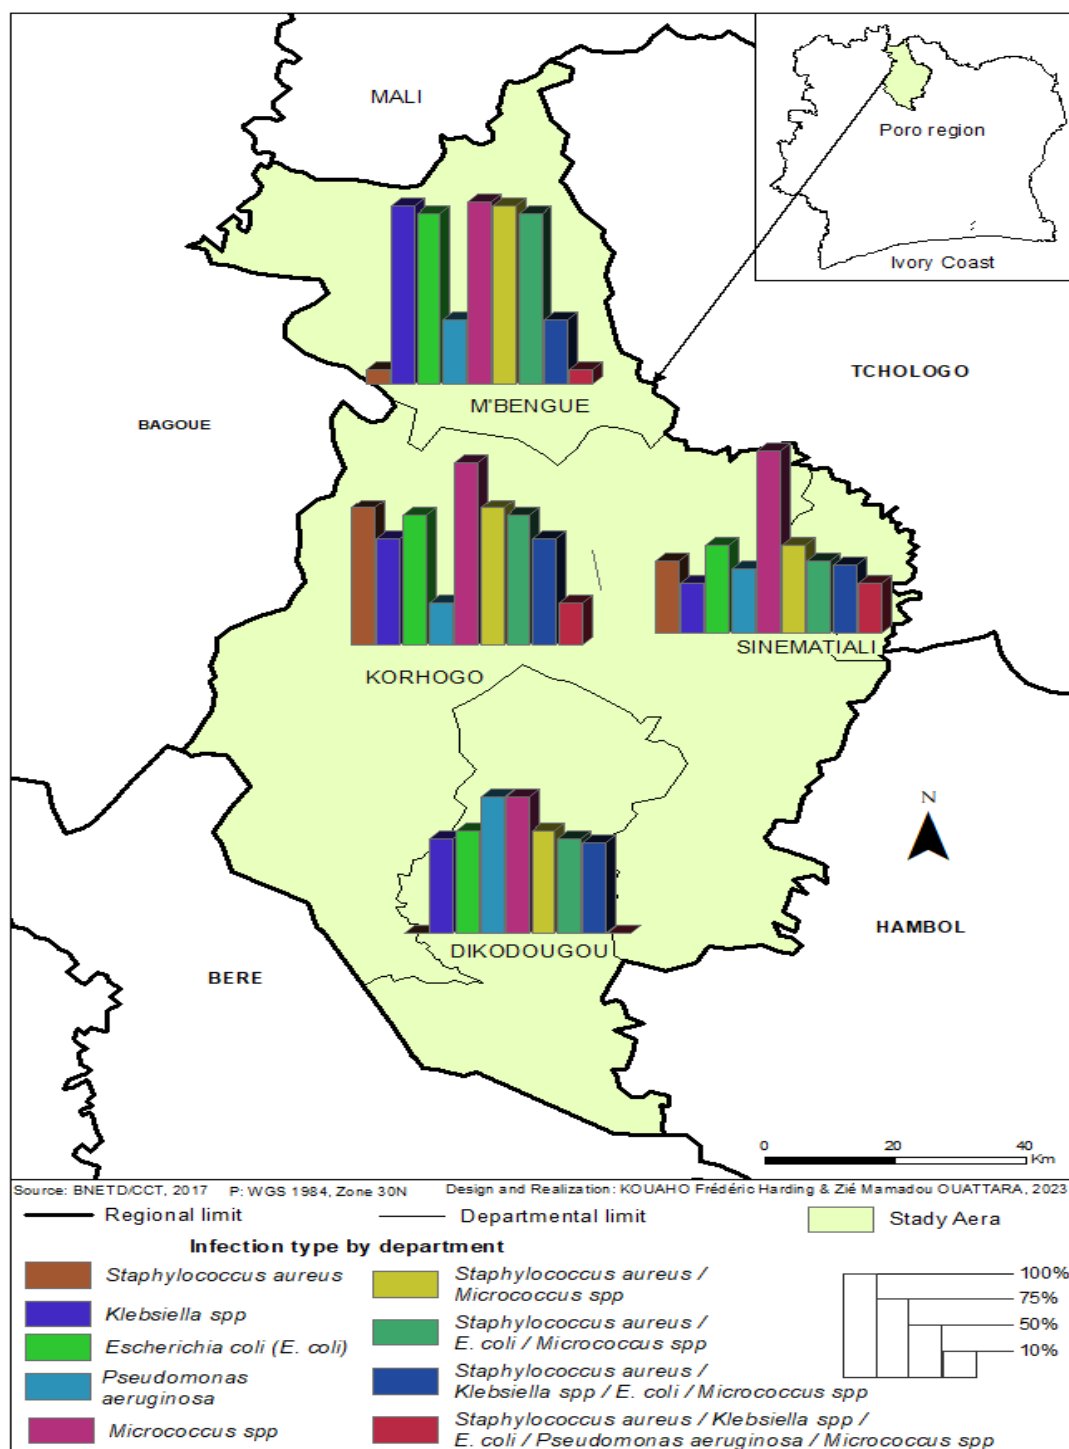 MALI
Poro region
Ivory Coast
TCHOLOGO
M'BENGUE
BAGOUE
SINEMATIALI
KORHOGO
N
HAMBOL
DIKODOUGOU
BERE
0 20 40
Km
Source: BNETD/CCT, 2017 P: WGS 1984, Zone 30N Design and Realization: KOUAHO Frédéric Harding & Zié Mamadou OUATTARA, 2023
Regional limit Departmental limit Stady Aera
Infection type by department
Staphylococcus aureus
Klebsiella spp
Escherichia coli (E. coli)
Pseudomonas
aeruginosa
Micrococcus spp
Staphylococcus aureus /
Micrococcus spp
Staphylococcus aureus /
E. coli / Micrococcus spp
Staphylococcus aureus /
Klebsiella spp / E. coli / Micrococcus spp
Staphylococcus aureus / Klebsiella spp /
E. coli / Pseudomonas aeruginosa / Micrococcus spp
100%
75%
50%
10%